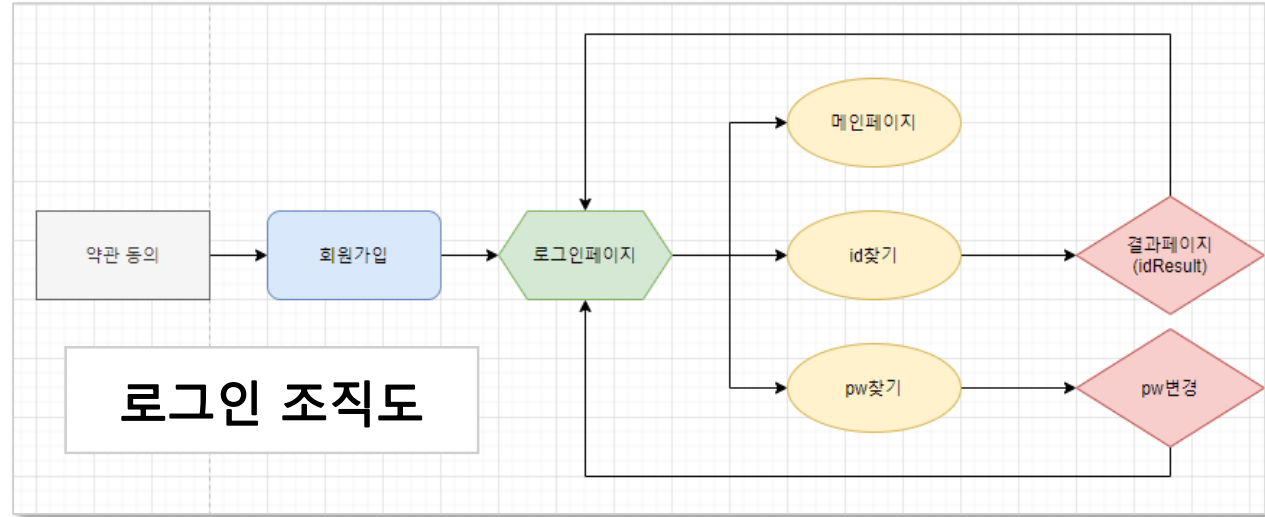 메인페이지
약관 동의
회원가입
로그인페이지
id찾기
결과페이지
(idResult)
로그인 조직도
pw찾기
pw변경